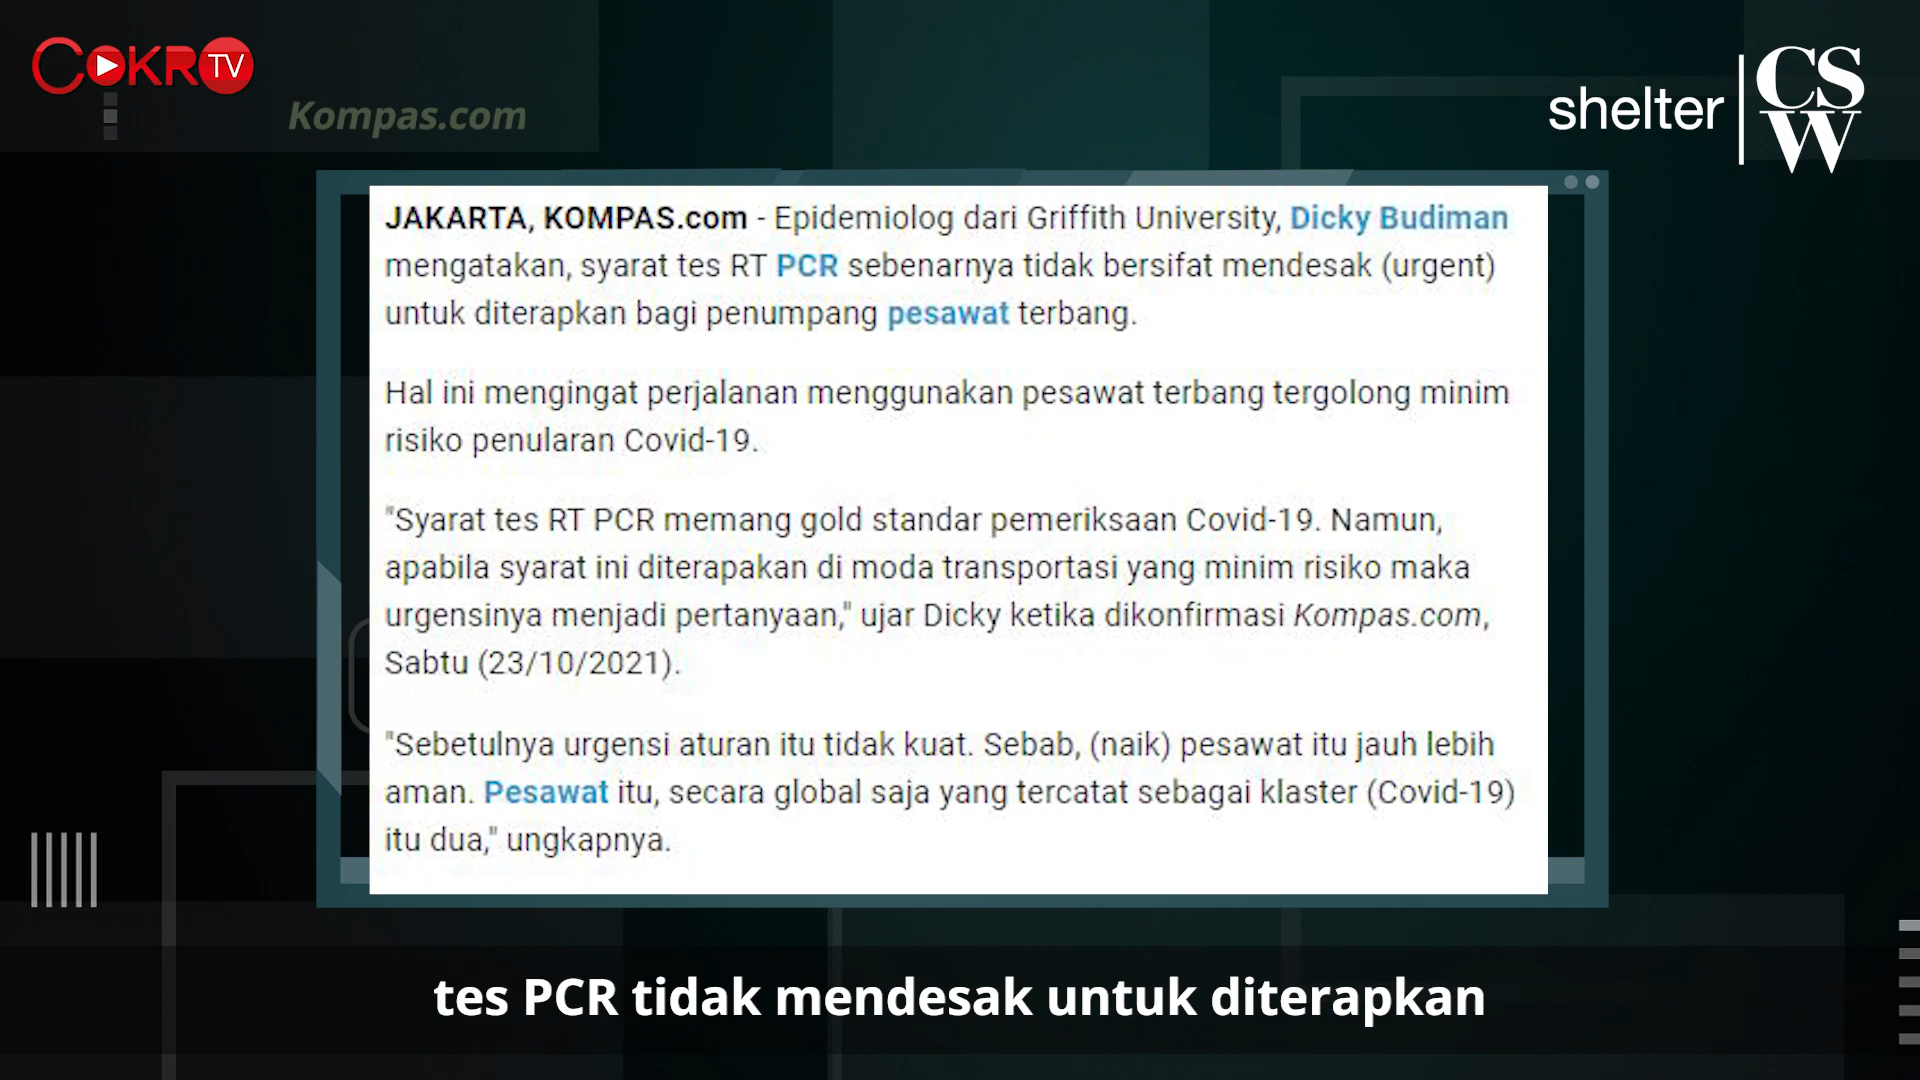 COKRO TV
Kompas.com
shelter
CSW
JAKARTA, KOMPAS.com - Epidemiolog dari Griffith University, Dicky Budiman
mengatakan, syarat tes RT PCR sebenarnya tidak bersifat mendesak (urgent)
untuk diterapkan bagi penumpang pesawat terbang.
Hal ini mengingat perjalanan menggunakan pesawat terbang tergolong minim
risiko penularan Covid-19.
"Syarat tes RT PCR memang gold standar pemeriksaan Covid-19. Namun,
apabila syarat ini diterapakan di moda transportasi yang minim risiko maka
urgensinya menjadi pertanyaan," ujar Dicky ketika dikonfirmasi Kompas.com,
Sabtu (23/10/2021).
"Sebetulnya urgensi aturan itu tidak kuat. Sebab, (naik) pesawat itu jauh lebih
aman. Pesawat itu, secara global saja yang tercatat sebagai klaster (Covid-19)
itu dua," ungkapnya.
tes PCR tidak mendesak untuk diterapkan